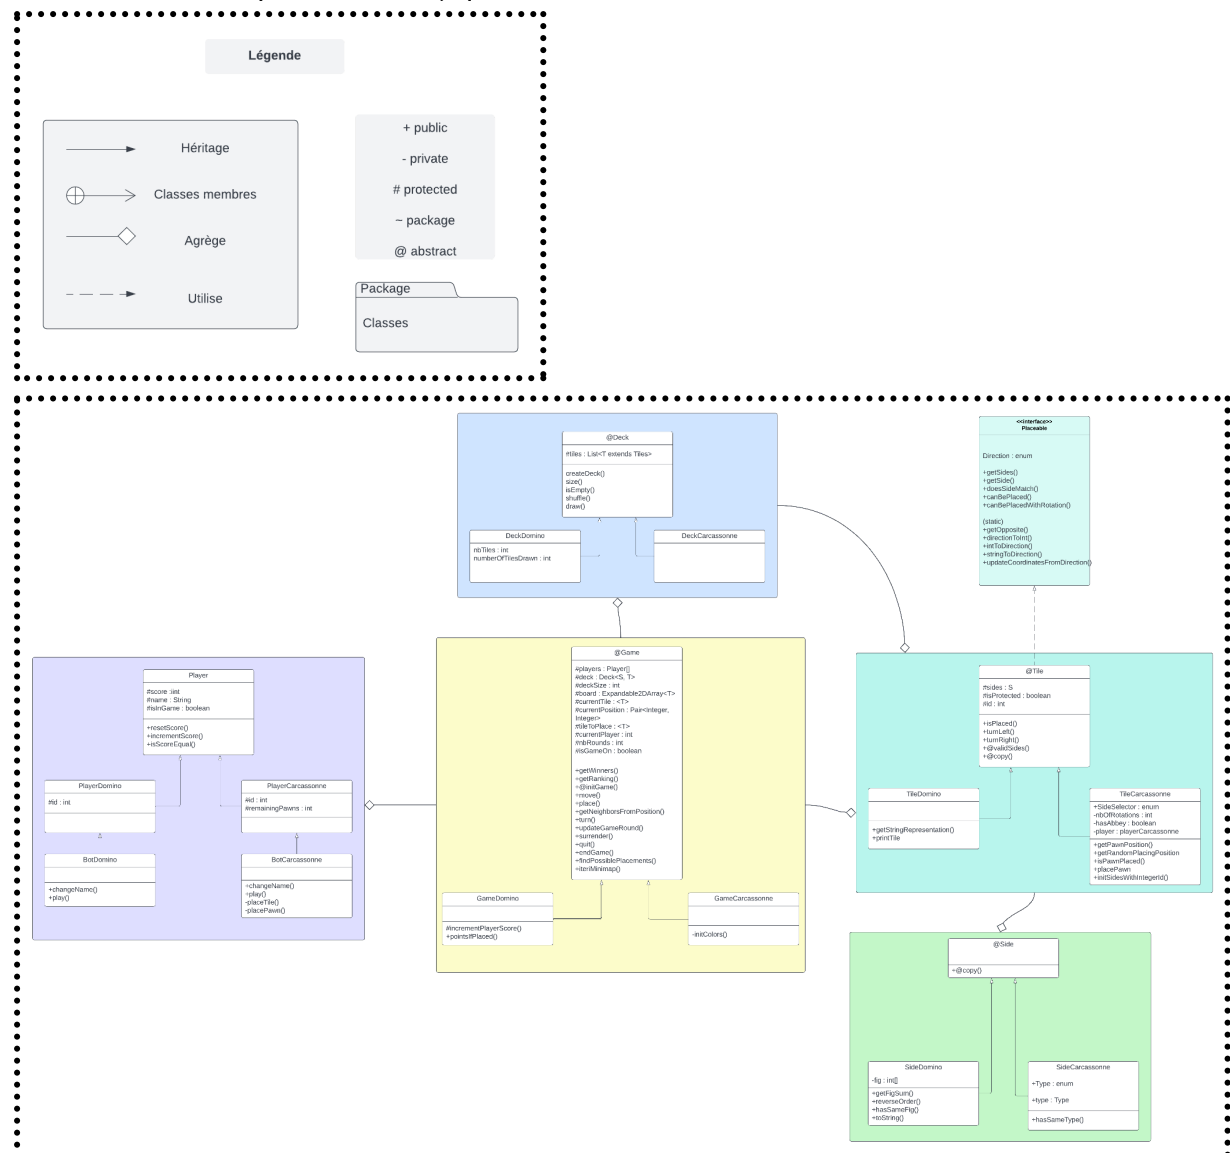 Légende
Héritage
Classes membres
Agrège
Utilise
+ public
- private
# protected
~ package
@ abstract
Package
Classes
@Deck
#tiles : List<T extends Tiles>
createDeck()
size()
isEmpty()
shuffle()
draw()
DeckDomino
nbTiles : int
numberOfTilesDrawn : int
DeckCarcassonne
<<interface>>
Placeable
Direction : enum
+getSides()
+getSide()
+doesSideMatch()
+canBePlaced()
+canBePlacedWithRotation()
(static)
+getOpposite()
+directionToInt()
+intToDirection()
+stringToDirection()
+updateCoordinatesFromDirection()
Player
#score :int
#name : String
#isInGame : boolean
+resetScore()
+incrementScore()
+isScoreEqual()
PlayerDomino
#id : int
PlayerCarcassonne
#id : int
#remainingPawns : int
BotDomino
+changeName()
+play()
BotCarcassonne
+changeName()
+play()
-placeTile()
-placePawn()
@Game
#players : Player[]
#deck : Deck<S, T>
#deckSize : int
#board : Expandable2DArray<T>
#currentTile : <T>
#currentPosition : Pair<Integer,
Integer>
#tileToPlace : <T>
#currentPlayer : int
#nbRounds : int
#isGameOn : boolean
+getWinners()
+getRanking()
+@initGame()
+move()
+place()
+getNeighborsFromPosition()
+turn()
+updateGameRound()
+surrender()
+quit()
+endGame()
+findPossiblePlacements()
+iteriMinimap()
GameDomino
#incrementPlayerScore()
+pointsIfPlaced()
GameCarcassonne
-initColors()
@Tile
#sides : S
#isProtected : boolean
#id : int
+isPlaced()
+turnLeft()
+turnRight()
+@validSides()
+@copy()
TileDomino
+getStringRepresentation()
+printTile
TileCarcassonne
+SideSelector : enum
-nbOfRotations : int
-hasAbbey : boolean
-player : playerCarcassonne
+getPawnPosition()
+getRandomPlacingPosition
+isPawnPlaced()
+placePawn
+initSidesWithIntegerId()
@Side
+@copy()
SideDomino
-fig : int[]
+getFigSum()
+reverseOrder()
+hasSameFig()
+toString()
SideCarcassonne
+Type : enum
+type : Type
+hasSameType()